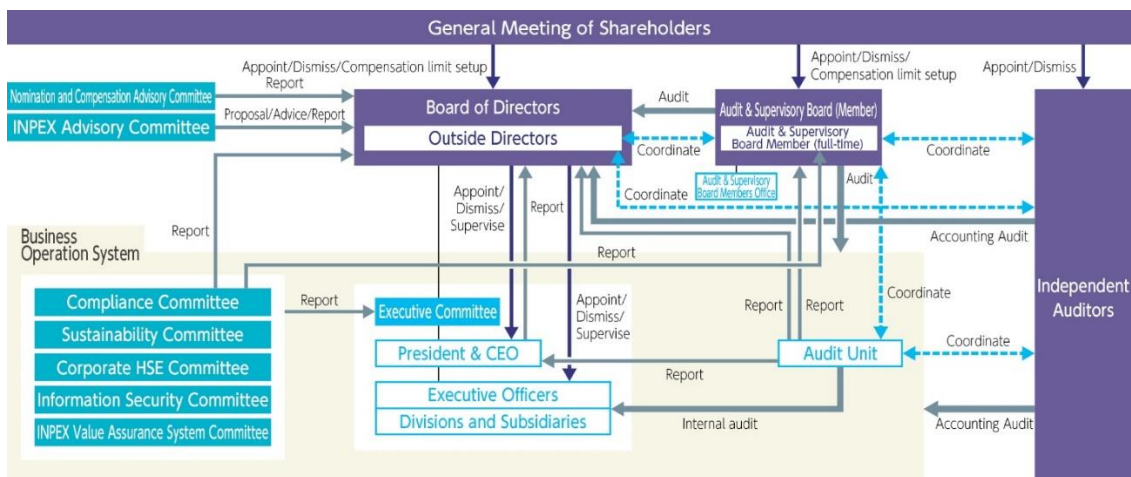 General Meeting of Shareholders
Appoint/Dismiss/Compensation limit setup
Appoint/Dismiss/
Compensation limit setup
Appoint/Dismiss
Nomination and Compensation Advisory Committee
Report
Board of Directors
Audit
Audit & Supervisory Board (Member)
INPEX Advisory Committee
Proposal/Advice/Report
Outside Directors
Audit & Supervisory
Board Member (full-time)
Coordinate
Coordinate
Coordinate
Audit & Supervisory
Board Members Office
Audit
Appoint/
Dismiss/
Supervise
Report
Report
Accounting Audit
Business
Operation System
Report
Compliance Committee
Sustainability Committee
Corporate HSE Committee
Information Security Committee
INPEX Value Assurance System Committee
Report
Executive Committee
Appoint/
Dismiss/
Supervise
Report
Report
Coordinate
Independent
Auditors
President & CEO
Report
Audit Unit
Coordinate
Executive Officers
Divisions and Subsidiaries
Internal audit
Accounting Audit